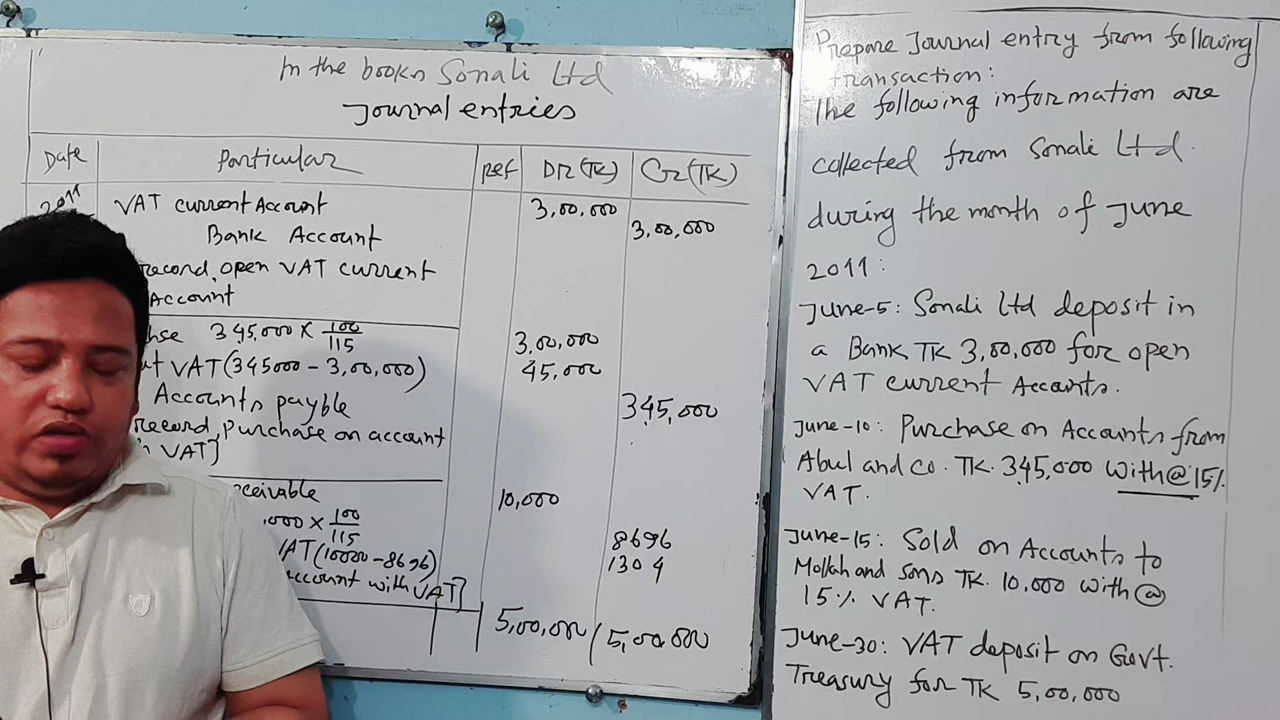 In the books Sonali Ltd
Journal entries
Date Particular Ref Dr (TK) Cr (TK)
2011
VAT current Account 3,00,000
Bank Account 3,00,000
record, open VAT current
Account
345,000 X 100/115 3,00,000
VAT (345000 - 3,00,000) 45,000
Accounts payable 345,000
record, purchase on account
VAT}
10,000
,000 X 100/115 8696
(10000 - 8696) 1304
account with VAT}
5,00,000 5,00,000
Prepare Journal entry from following
transaction:
The following information are
collected from Sonali Ltd.
during the month of June
2011:
June-5: Sonali Ltd deposit in
a Bank TK 3,00,000 for open
VAT current Accounts.
June-10: Purchase on Accounts from
Abul and co. TK. 345,000 with @ 15%
VAT.
June-15: Sold on Accounts to
Mollah and Sons TK. 10,000 with @
15% VAT.
June-30: VAT deposit on Govt.
Treasury for TK 5,00,000